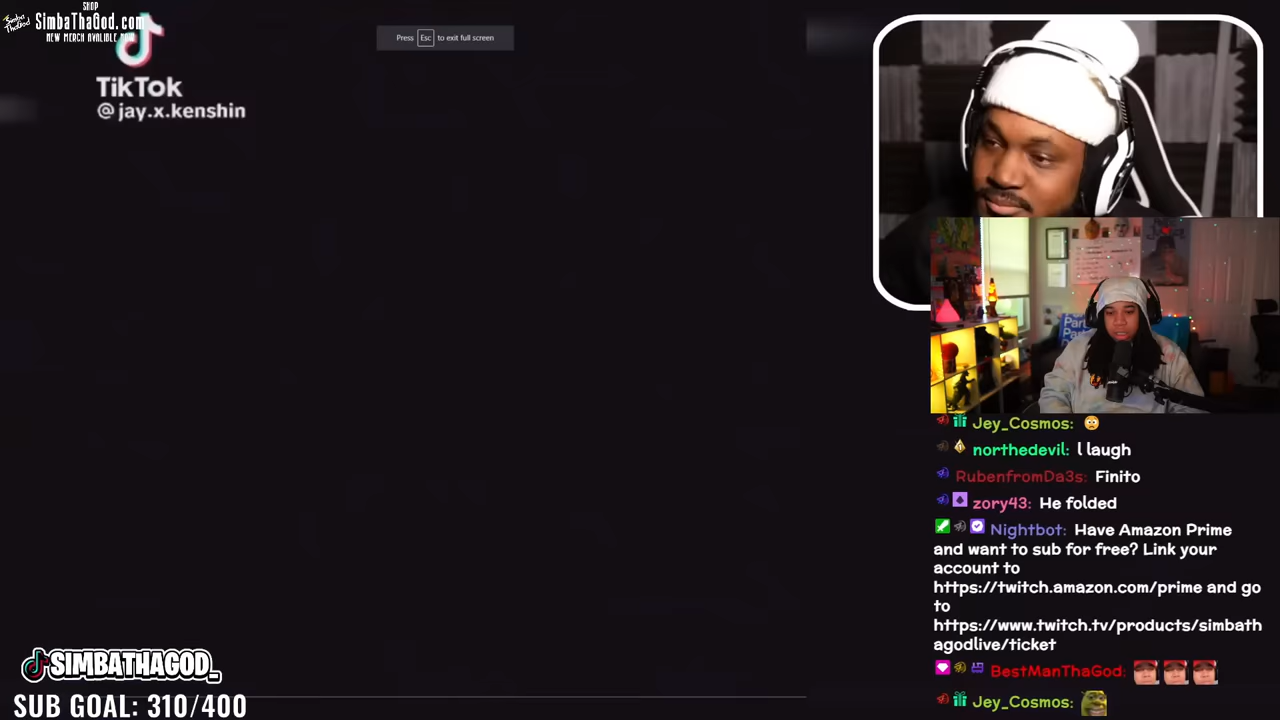 SHOP
SimbaThaGod.com
NEW MERCH AVALIBLE NOW
Simba
ThaGod
TikTok
@jay.x.kenshin
Press Esc to exit full screen
Jey_Cosmos:
northedevil: l laugh
RubenfromDa3s: Finito
zory43: He folded
Nightbot: Have Amazon Prime
and want to sub for free? Link your
account to
https://twitch.amazon.com/prime and go
to
https://www.twitch.tv/products/simbath
agodlive/ticket
BestManThaGod:
Jey_Cosmos:
SIMBATHAGOD_
SUB GOAL: 310/400